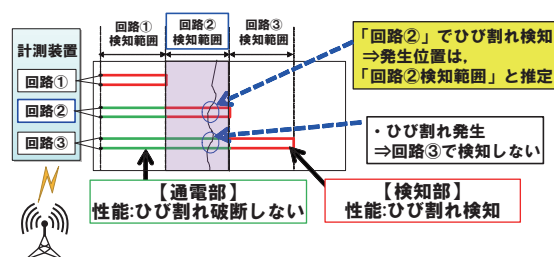 回路①
検知範囲
回路②
検知範囲
回路③
検知範囲
計測装置
回路①
回路②
回路③
「回路②」でひび割れ検知
⇒発生位置は,
「回路②検知範囲」と推定
・ひび割れ発生
⇒回路③で検知しない
【通電部】
性能:ひび割れ破断しない
【検知部】
性能:ひび割れ検知